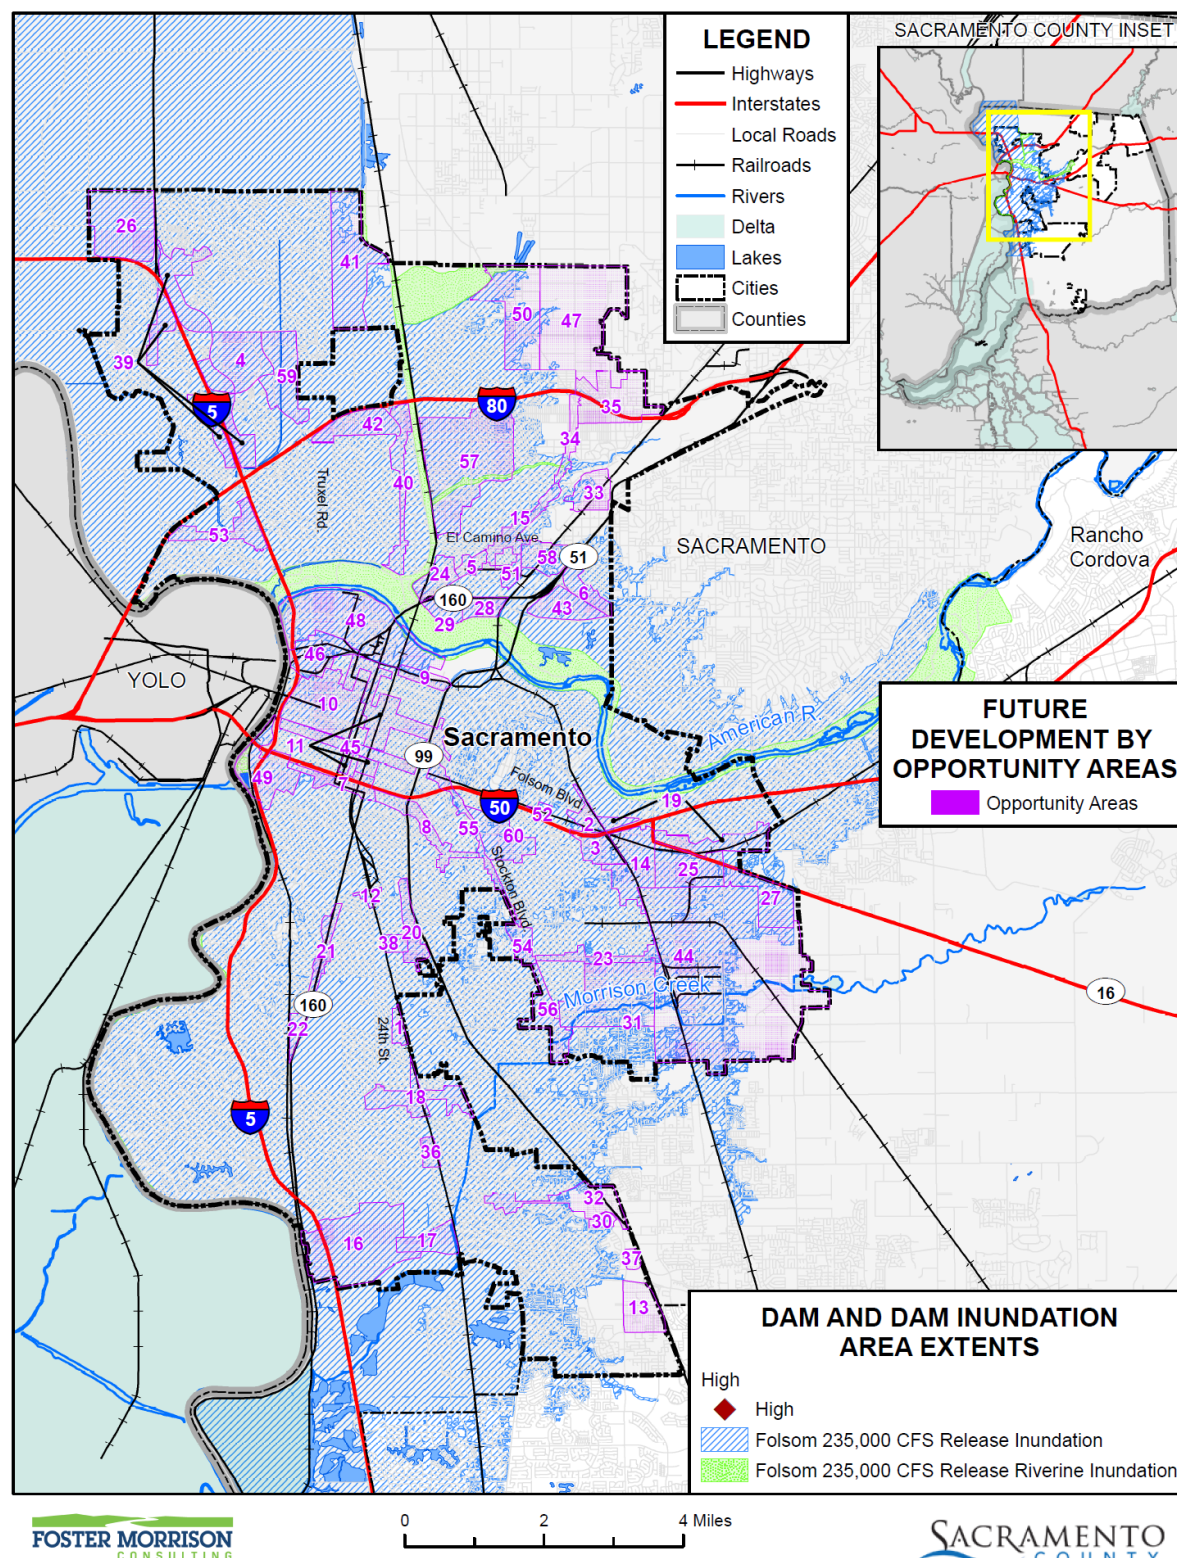 LEGEND
Highways
Interstates
Local Roads
Railroads
Rivers
Delta
Lakes
Cities
Counties
SACRAMENTO COUNTY INSET
26
41
50
47
39
4
59
5
80
35
42
34
57
40
33
Truxel Rd
15
53
El Camino Ave
58
51
SACRAMENTO
Rancho
Cordova
24
5
51
6
160
28
43
29
48
46
9
YOLO
10
American R.
FUTURE
DEVELOPMENT BY
OPPORTUNITY AREAS
Opportunity Areas
11
45
99
Sacramento
49
7
Folsom Blvd
50
52
2
19
8
55
60
3
14
25
Stockton Blvd
12
27
20
38
21
54
23
44
Morrison Creek
16
160
56
22
1
31
24th St
18
5
36
32
30
16
17
37
13
DAM AND DAM INUNDATION
AREA EXTENTS
High
High
Folsom 235,000 CFS Release Inundation
Folsom 235,000 CFS Release Riverine Inundation
0
2
4 Miles
FOSTER MORRISON
CONSULTING
SACRAMENTO
COUNTY